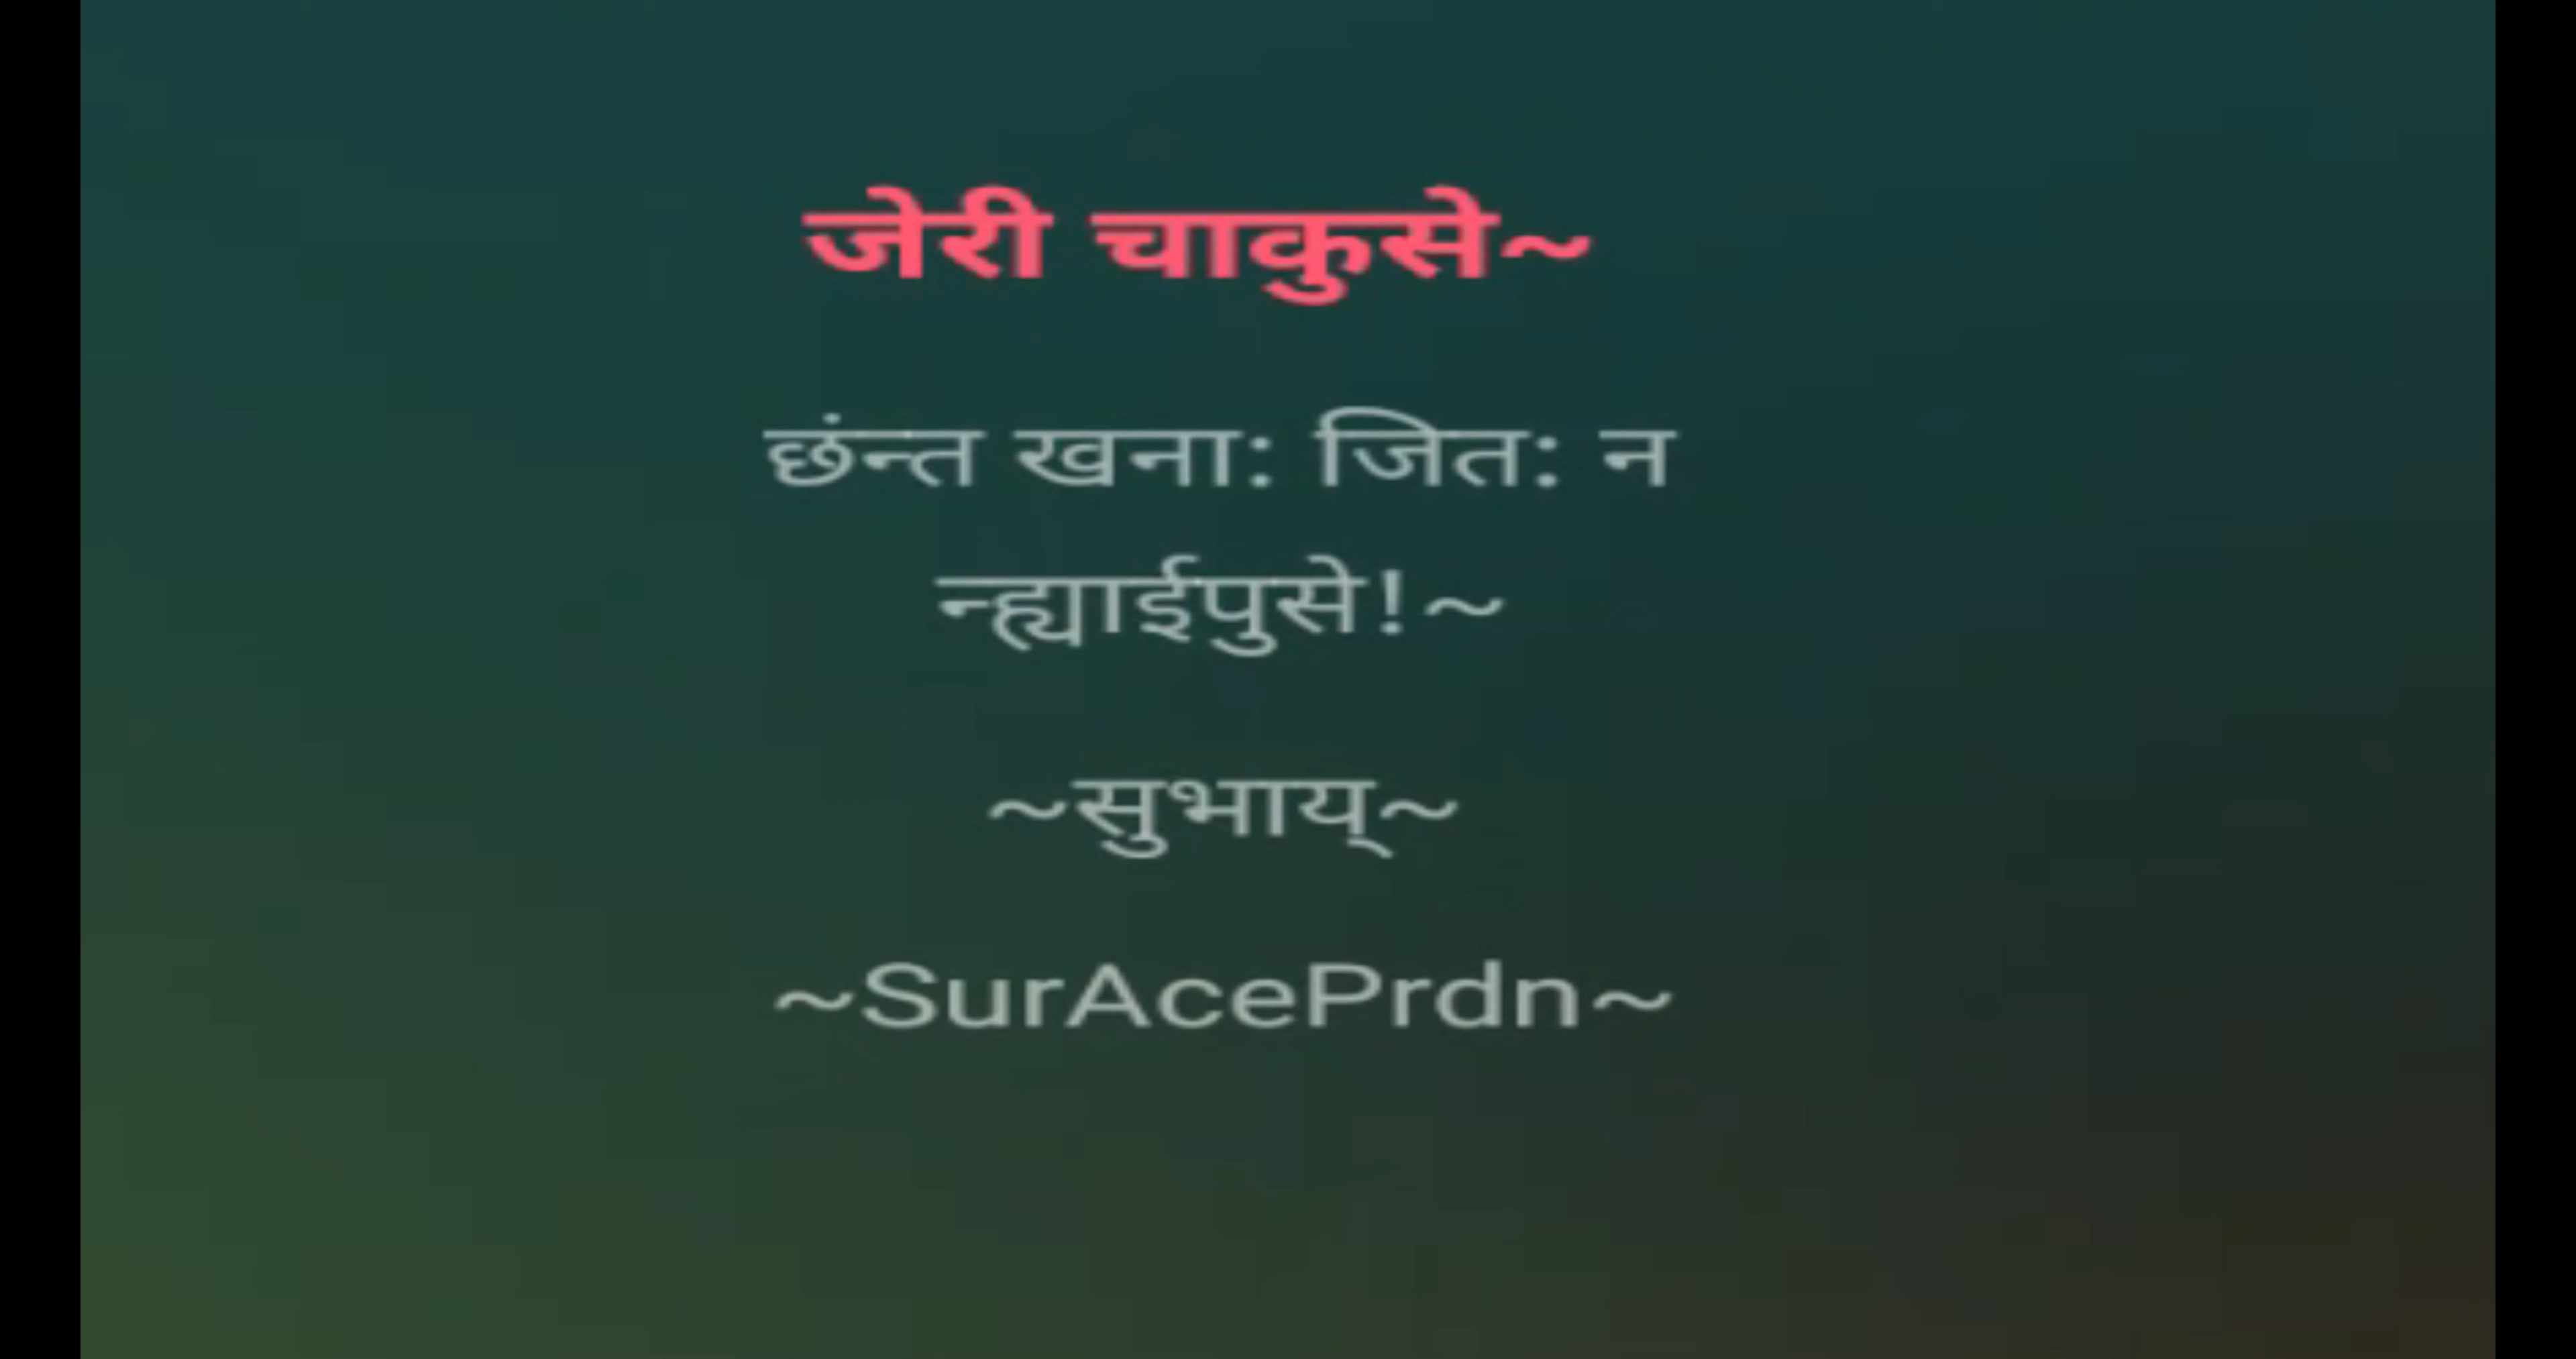 जेरी चाकुसे~
छंन्त खनाः जितः न
न्ह्याईपुसे!~
~सुभाय्~
~SurAcePrdn~